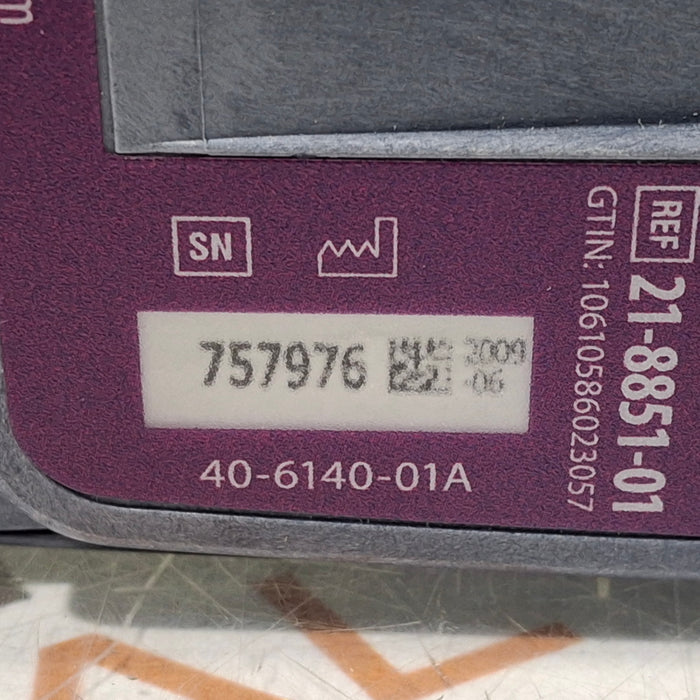 m
SN
757976 2009
-06
40-6140-01A
REF
21-8851-01
GTIN: 10610586023057